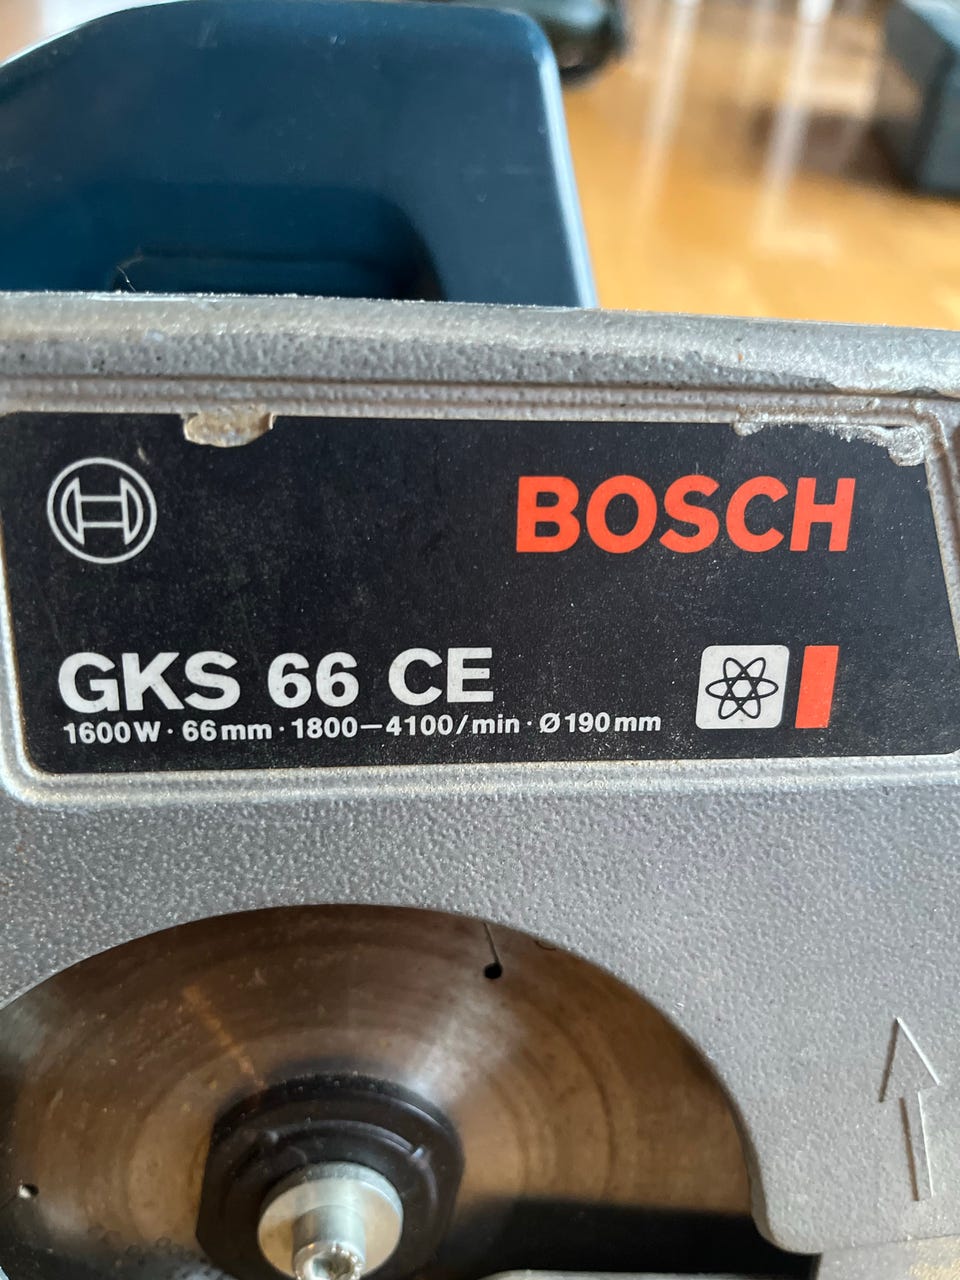 BOSCH
GKS 66 CE
1600W · 66mm · 1800—4100/min · Ø190mm